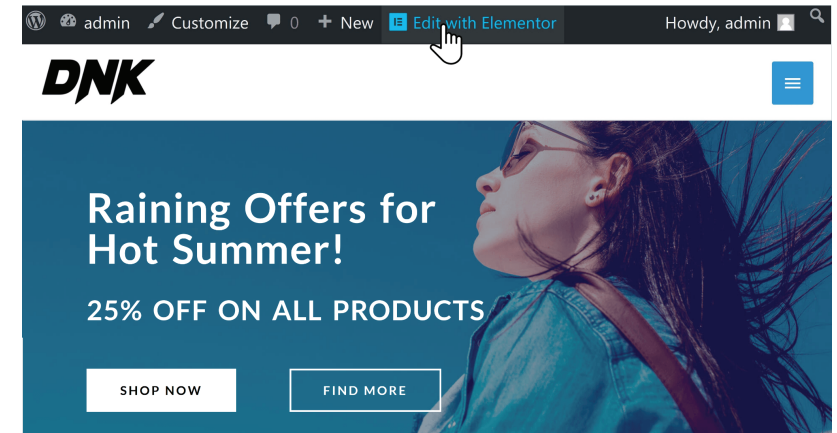 admin Customize 0 + New Edit with Elementor Howdy, admin
DNK
Raining Offers for
Hot Summer!
25% OFF ON ALL PRODUCTS
SHOP NOW FIND MORE